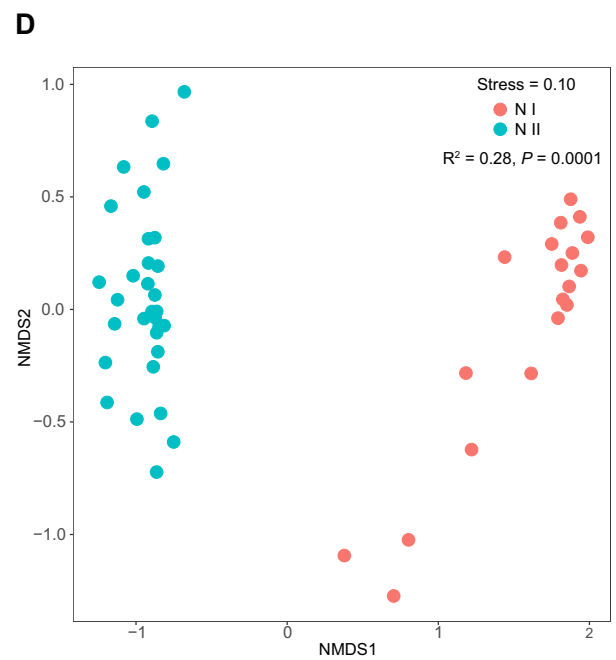 D
Stress = 0.10
N I
N II
R² = 0.28, P = 0.0001
1.0
0.5
0.0
−0.5
−1.0
NMDS2
−1
0
1
2
NMDS1